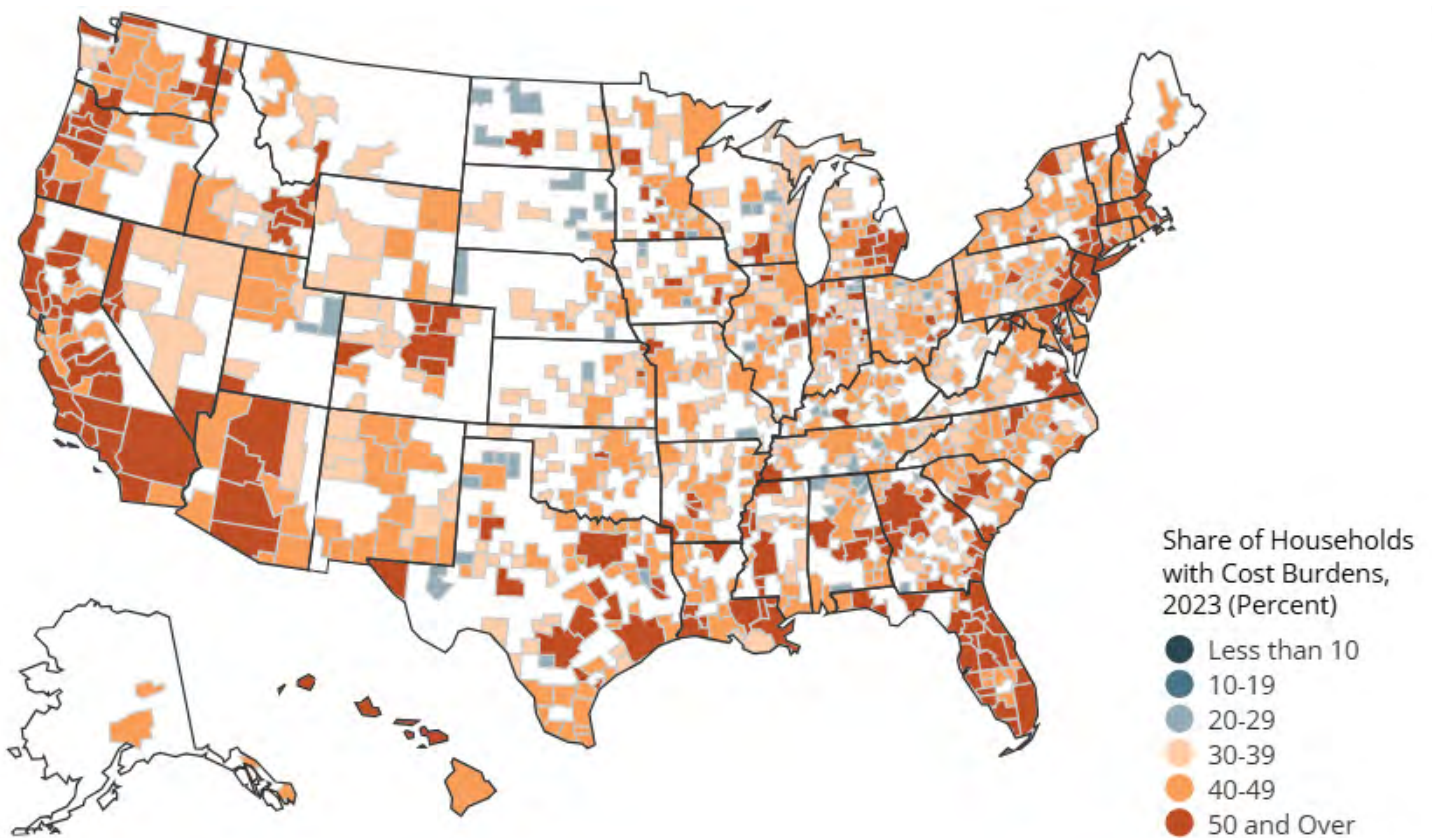 Share of Households
with Cost Burdens,
2023 (Percent)
Less than 10
10-19
20-29
30-39
40-49
50 and Over